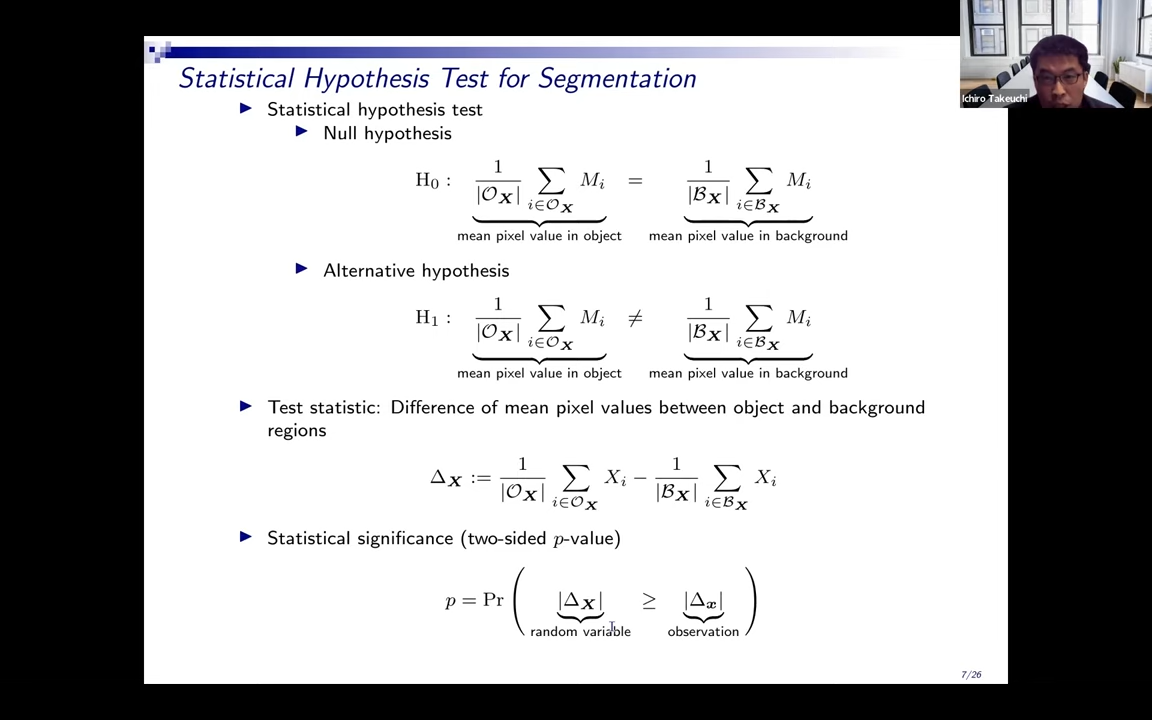 Statistical Hypothesis Test for Segmentation
Ichiro Takeuchi
▶ Statistical hypothesis test
▶ Null hypothesis
H₀ : 1/|𝒪_X| ∑_{i∈𝒪_X} M_i = 1/|ℬ_X| ∑_{i∈ℬ_X} M_i
mean pixel value in object mean pixel value in background
▶ Alternative hypothesis
H₁ : 1/|𝒪_X| ∑_{i∈𝒪_X} M_i ≠ 1/|ℬ_X| ∑_{i∈ℬ_X} M_i
mean pixel value in object mean pixel value in background
▶ Test statistic: Difference of mean pixel values between object and background
regions
Δ_X := 1/|𝒪_X| ∑_{i∈𝒪_X} X_i − 1/|ℬ_X| ∑_{i∈ℬ_X} X_i
▶ Statistical significance (two-sided p-value)
p = Pr ( |Δ_X| ≥ |Δ_x| )
random variable observation
7/26